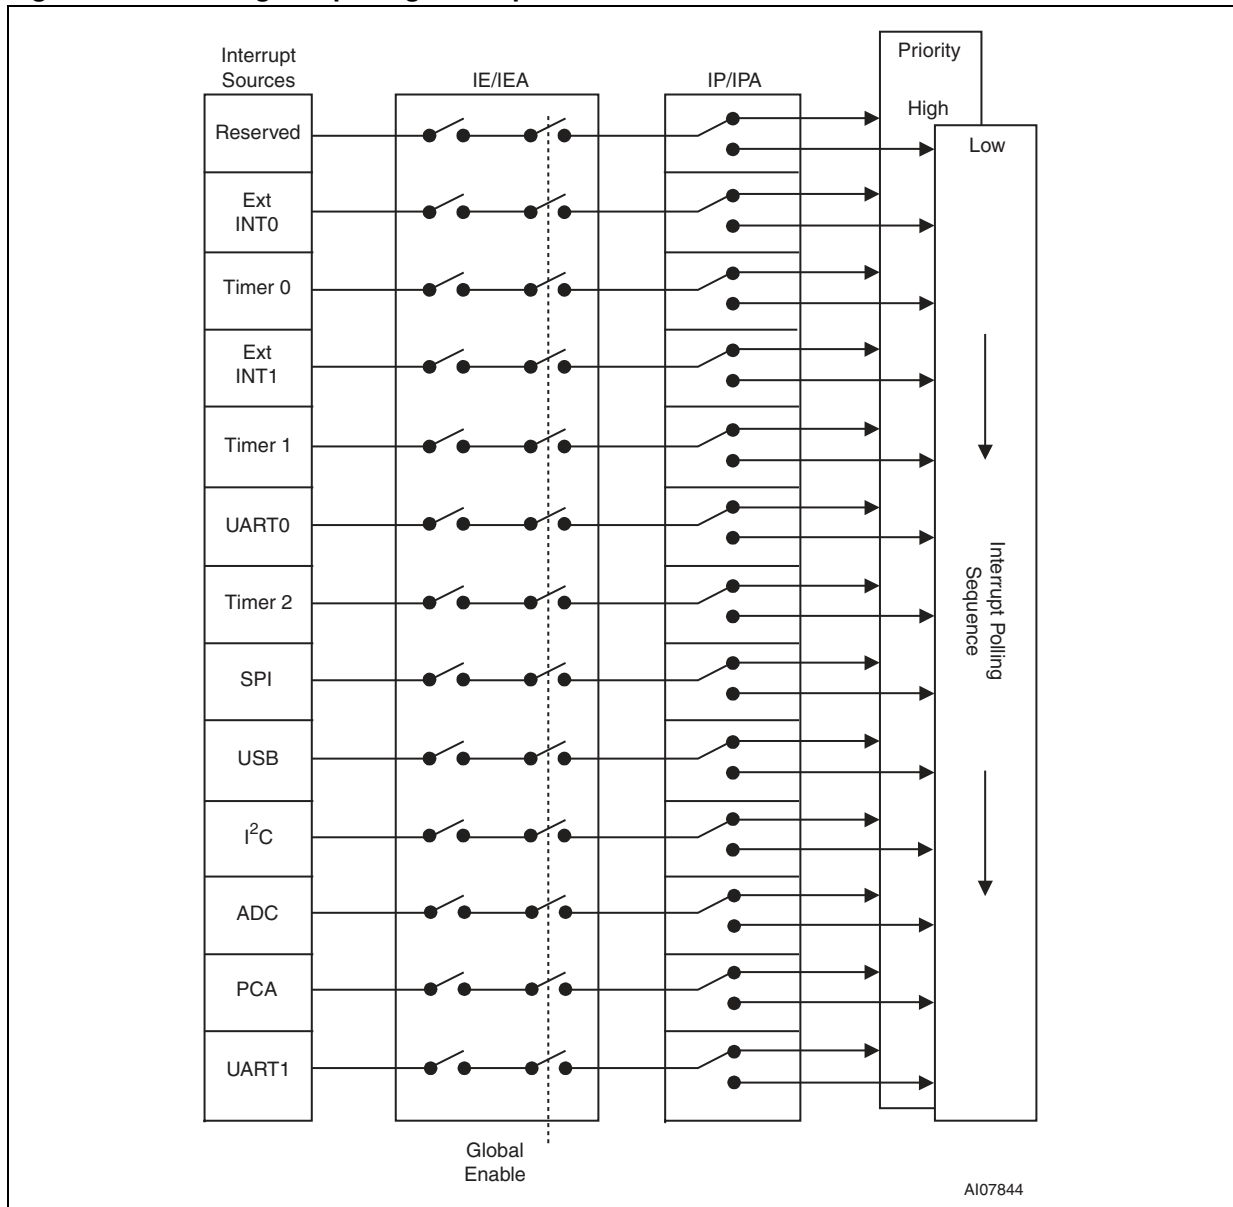 Interrupt
Sources
IE/IEA
IP/IPA
Priority
High
Low
Reserved
Ext
INT0
Timer 0
Ext
INT1
Timer 1
UART0
Timer 2
SPI
USB
I²C
ADC
PCA
UART1
Interrupt Polling
Sequence
Global
Enable
AI07844